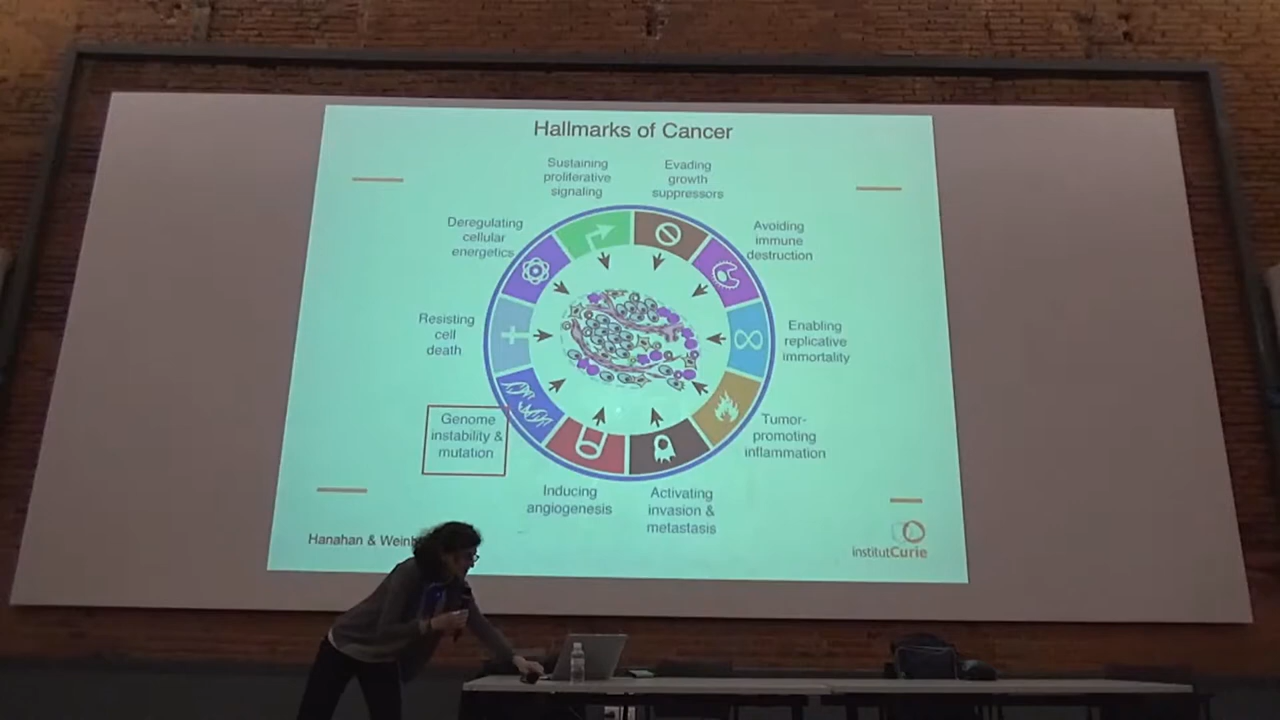 Hallmarks of Cancer
Sustaining
proliferative
signaling
Evading
growth
suppressors
Deregulating
cellular
energetics
Avoiding
immune
destruction
Resisting
cell
death
Enabling
replicative
immortality
Genome
instability &
mutation
Tumor-
promoting
inflammation
Inducing
angiogenesis
Activating
invasion &
metastasis
Hanahan &
institutCurie